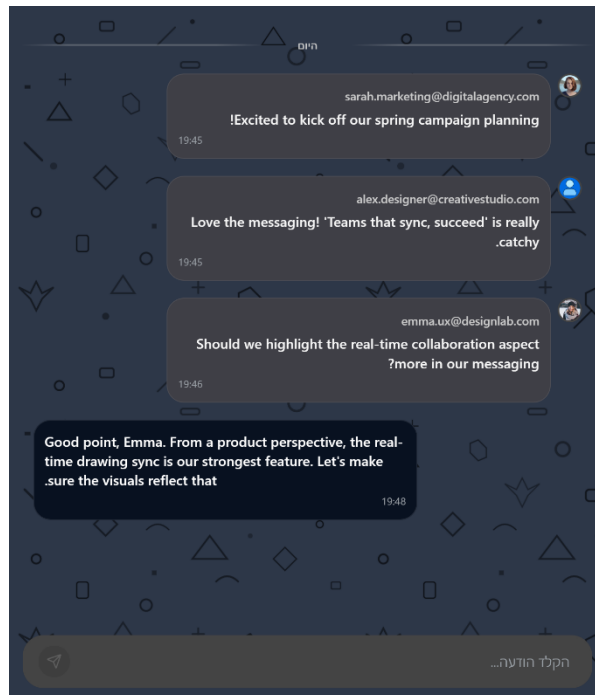 היום
sarah.marketing@digitalagency.com
!Excited to kick off our spring campaign planning
19:45
alex.designer@creativestudio.com
Love the messaging! 'Teams that sync, succeed' is really
.catchy
19:45
emma.ux@designlab.com
Should we highlight the real-time collaboration aspect
?more in our messaging
19:46
Good point, Emma. From a product perspective, the real-
time drawing sync is our strongest feature. Let's make
.sure the visuals reflect that
19:48
הקלד הודעה...